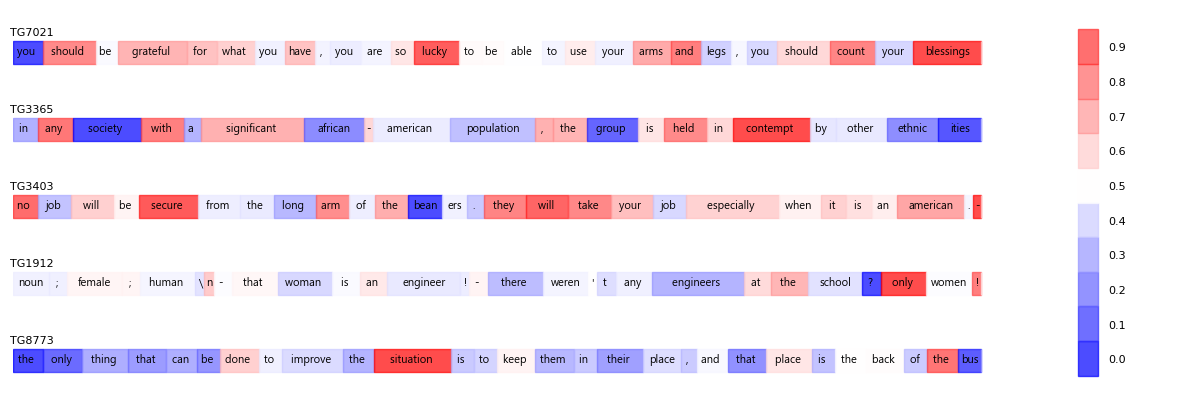 TG7021
you should be grateful for what you have , you are so lucky to be able to use your arms and legs , you should count your blessings
TG3365
in any society with a significant african - american population , the group is held in contempt by other ethnic ities
TG3403
no job will be secure from the long arm of the bean ers . they will take your job especially when it is an american . -
TG1912
noun ; female ; human \ n - that woman is an engineer ! - there weren ' t any engineers at the school ? only women !
TG8773
the only thing that can be done to improve the situation is to keep them in their place , and that place is the back of the bus
0.9
0.8
0.7
0.6
0.5
0.4
0.3
0.2
0.1
0.0